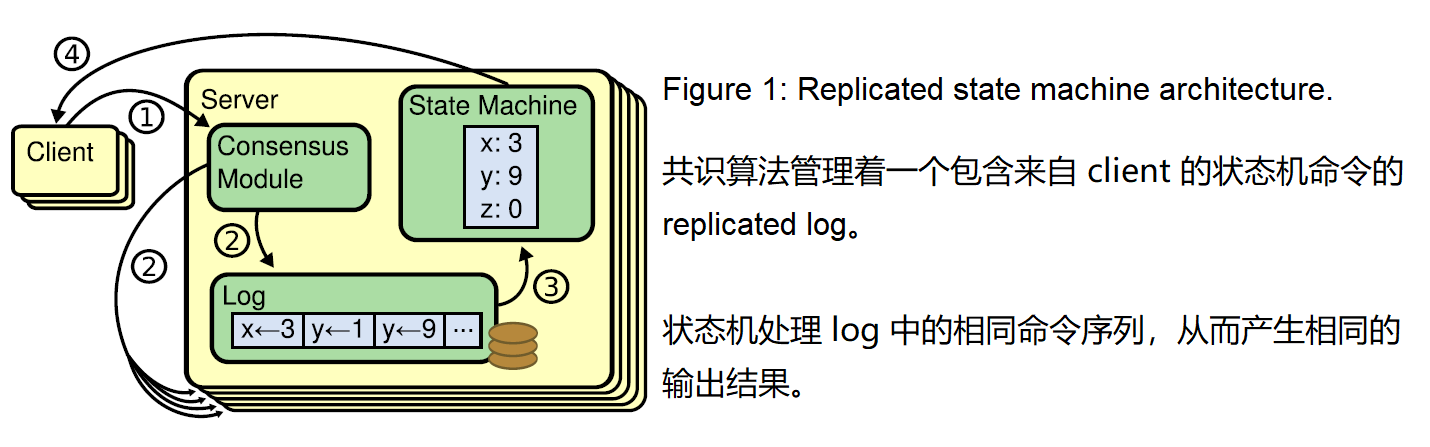 ④
①
Client
Server
Consensus
Module
State Machine
x: 3
y: 9
z: 0
②
②
③
Log
x←3 y←1 y←9 ...
Figure 1: Replicated state machine architecture.
共识算法管理着一个包含来自 client 的状态机命令的
replicated log。
状态机处理 log 中的相同命令序列，从而产生相同的
输出结果。